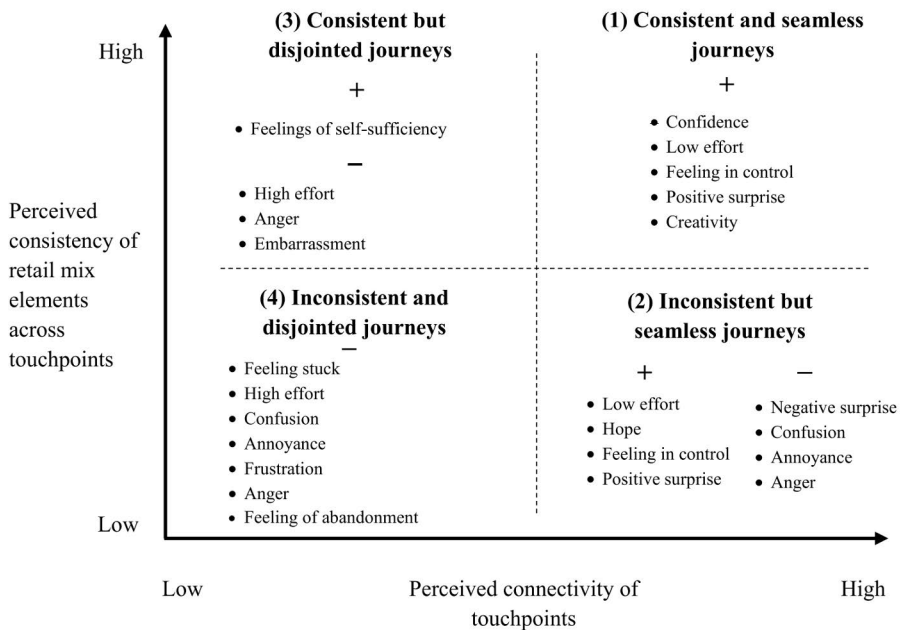 High
(3) Consistent but
disjointed journeys
+
• Feelings of self-sufficiency
−
• High effort
• Anger
• Embarrassment
(1) Consistent and seamless
journeys
+
• Confidence
• Low effort
• Feeling in control
• Positive surprise
• Creativity
Perceived
consistency of
retail mix
elements
across
touchpoints
(4) Inconsistent and
disjointed journeys
−
• Feeling stuck
• High effort
• Confusion
• Annoyance
• Frustration
• Anger
• Feeling of abandonment
(2) Inconsistent but
seamless journeys
+
• Low effort
• Hope
• Feeling in control
• Positive surprise
−
• Negative surprise
• Confusion
• Annoyance
• Anger
Low
Low
Perceived connectivity of
touchpoints
High